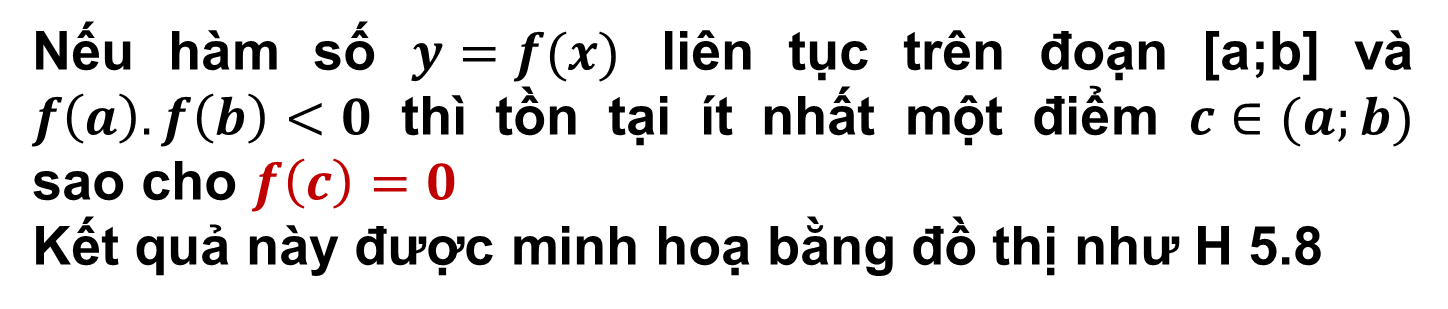 Nếu hàm số y = f(x) liên tục trên đoạn [a;b] và
f(a).f(b) < 0 thì tồn tại ít nhất một điểm c ∈ (a; b)
sao cho f(c) = 0
Kết quả này được minh hoạ bằng đồ thị như H 5.8